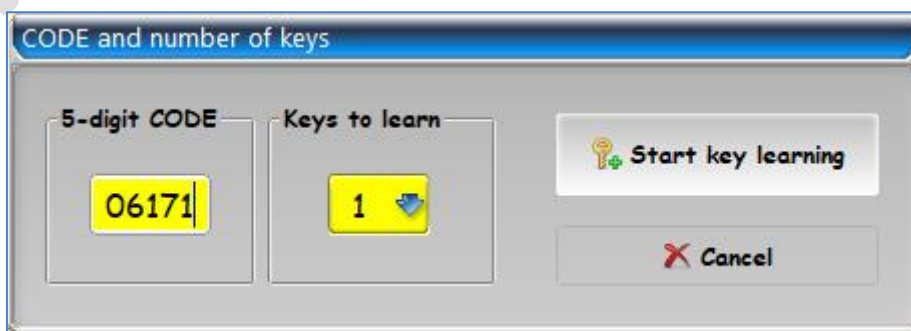 CODE and number of keys
5-digit CODE
Keys to learn
06171
1
Start key learning
Cancel